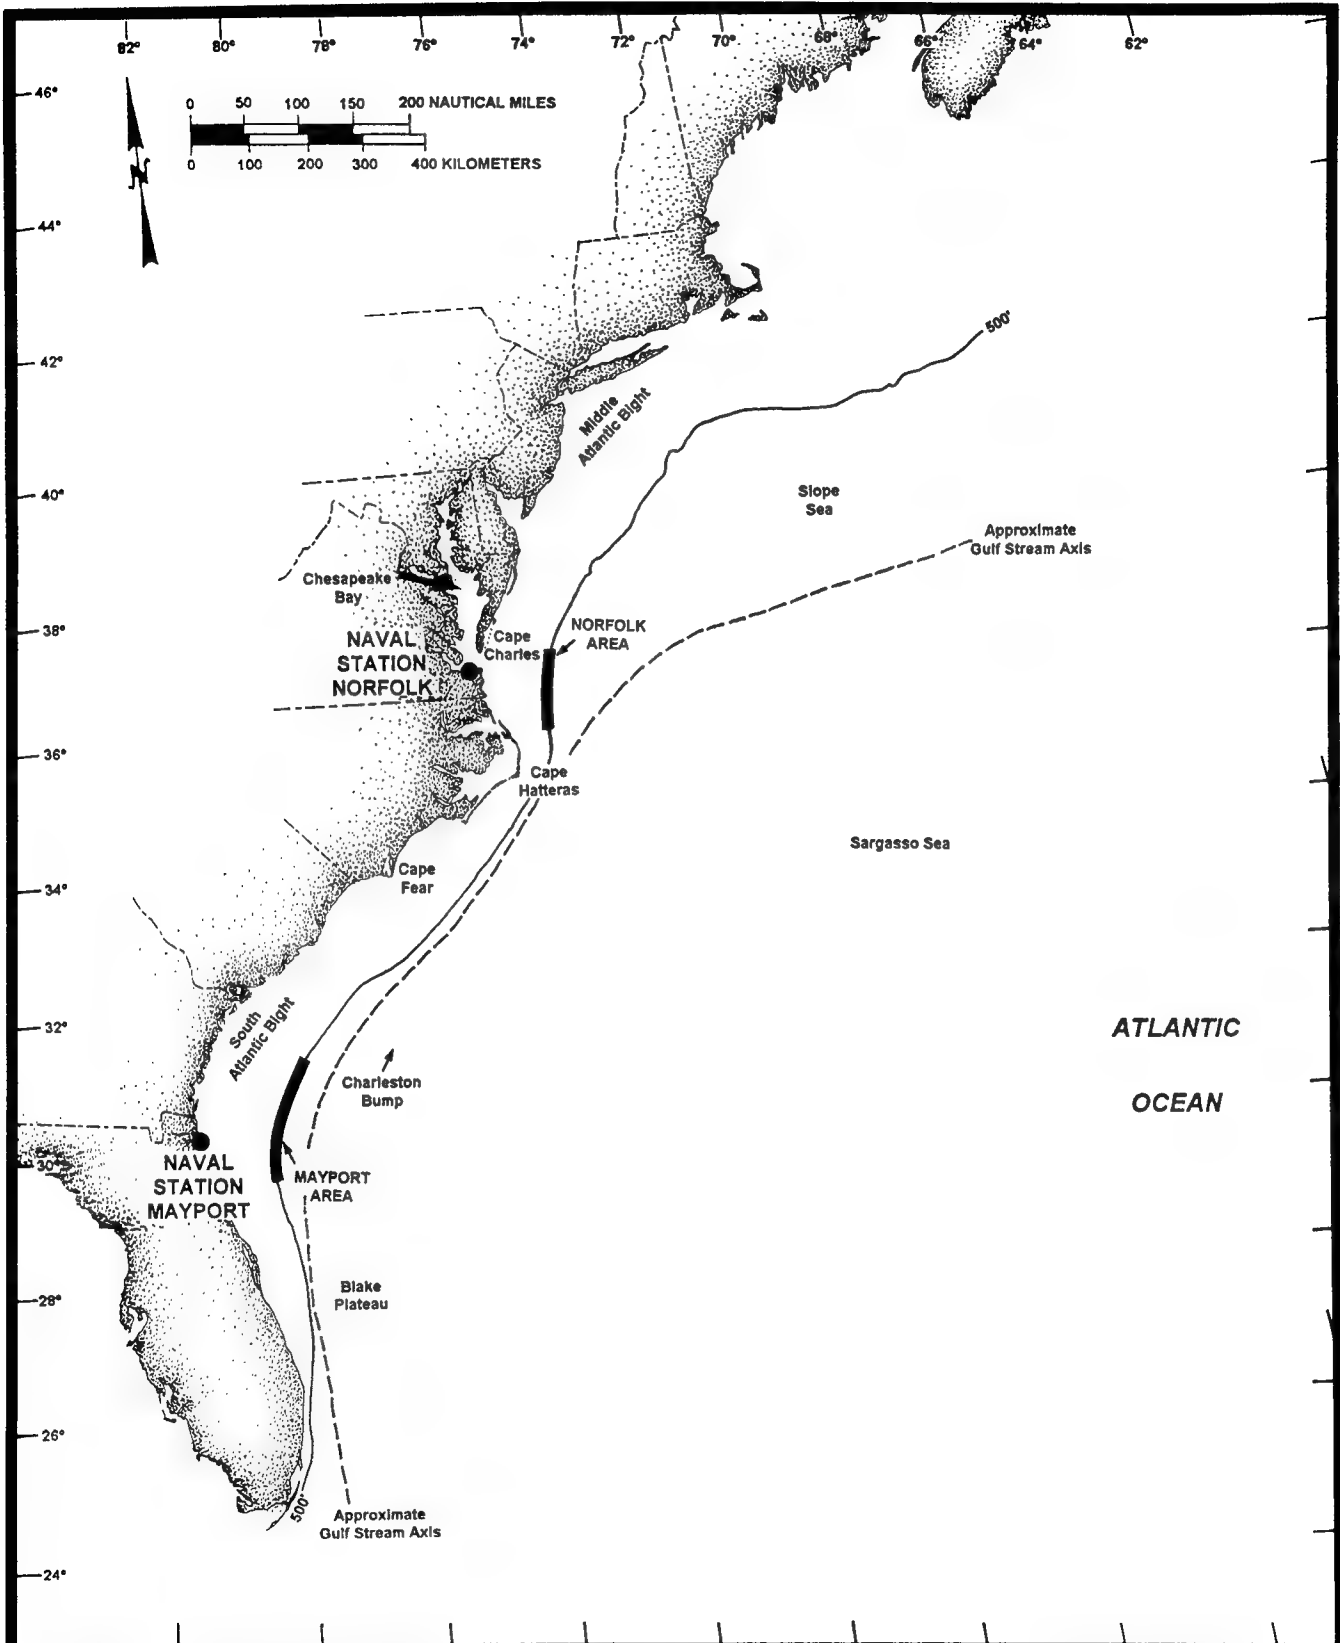 82° 80° 78° 76° 74° 72° 70° 68° 66° 64° 62°
46°
0 50 100 150 200 NAUTICAL MILES
0 100 200 300 400 KILOMETERS
N
44°
500'
42°
Middle
Atlantic Bight
40°
Slope
Sea
Approximate
Gulf Stream Axis
Chesapeake
Bay
38°
NORFOLK
AREA
NAVAL
STATION
NORFOLK
Cape
Charles
36°
Cape
Hatteras
Sargasso Sea
Cape
Fear
34°
32°
South
Atlantic Bight
ATLANTIC
OCEAN
Charleston
Bump
30°
NAVAL
STATION
MAYPORT
MAYPORT
AREA
28°
Blake
Plateau
26°
500'
Approximate
Gulf Stream Axis
24°